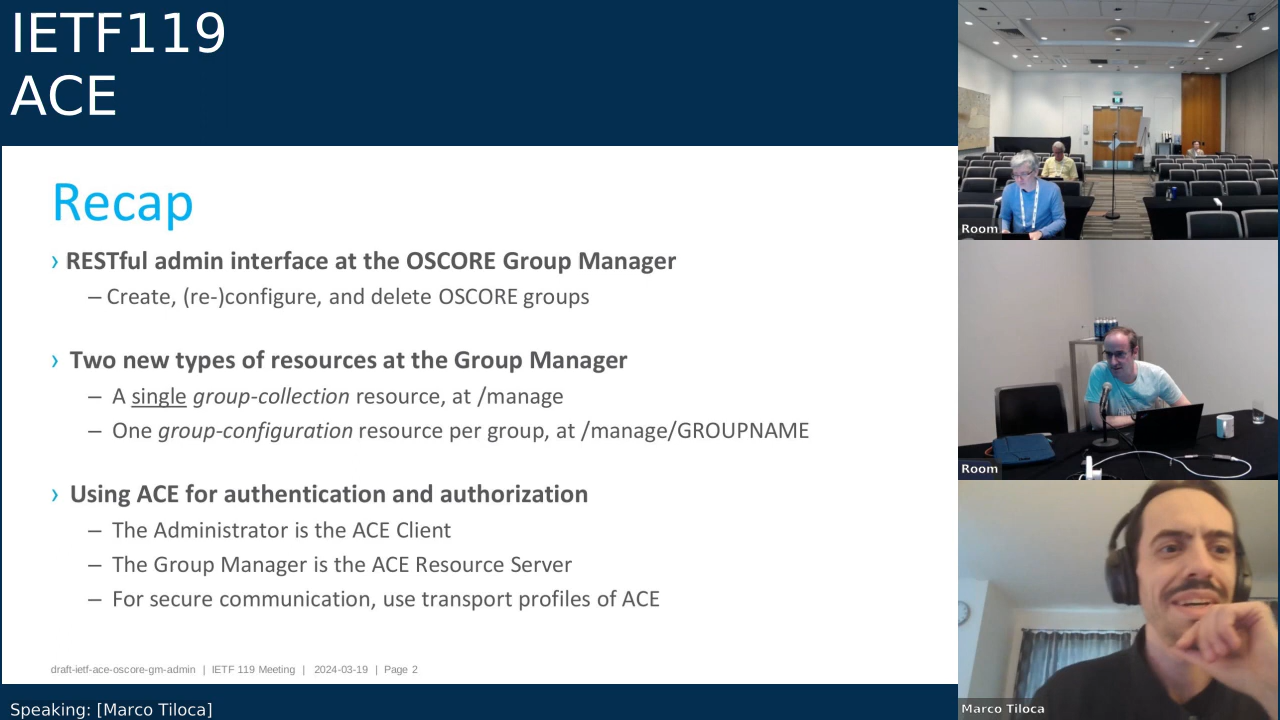 IETF119
ACE
Recap
› RESTful admin interface at the OSCORE Group Manager
– Create, (re-)configure, and delete OSCORE groups
› Two new types of resources at the Group Manager
– A single group-collection resource, at /manage
– One group-configuration resource per group, at /manage/GROUPNAME
› Using ACE for authentication and authorization
– The Administrator is the ACE Client
– The Group Manager is the ACE Resource Server
– For secure communication, use transport profiles of ACE
draft-ietf-ace-oscore-gm-admin | IETF 119 Meeting | 2024-03-19 | Page 2
Speaking: [Marco Tiloca]
Room
Room
Marco Tiloca